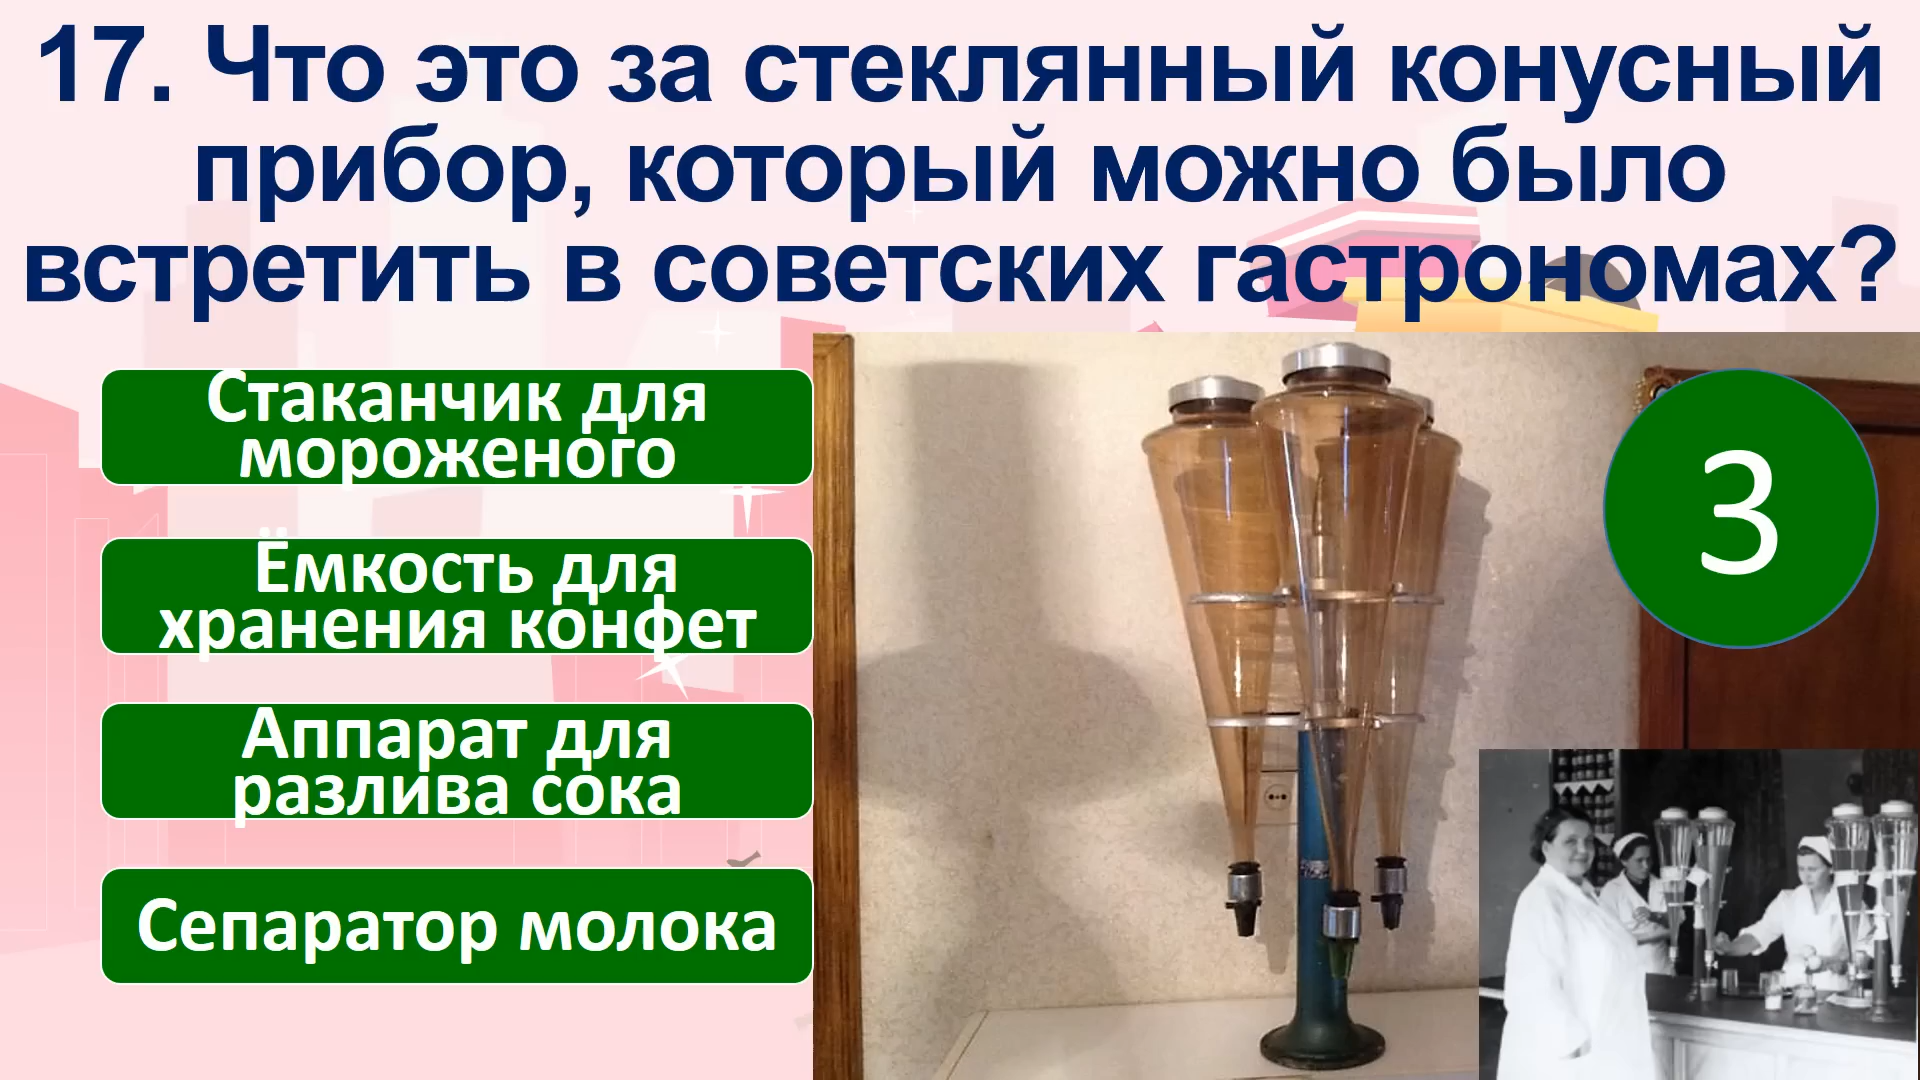 17. Что это за стеклянный конусный
прибор, который можно было
встретить в советских гастрономах?
Стаканчик для
мороженого
Ёмкость для
хранения конфет
Аппарат для
разлива сока
Сепаратор молока
3